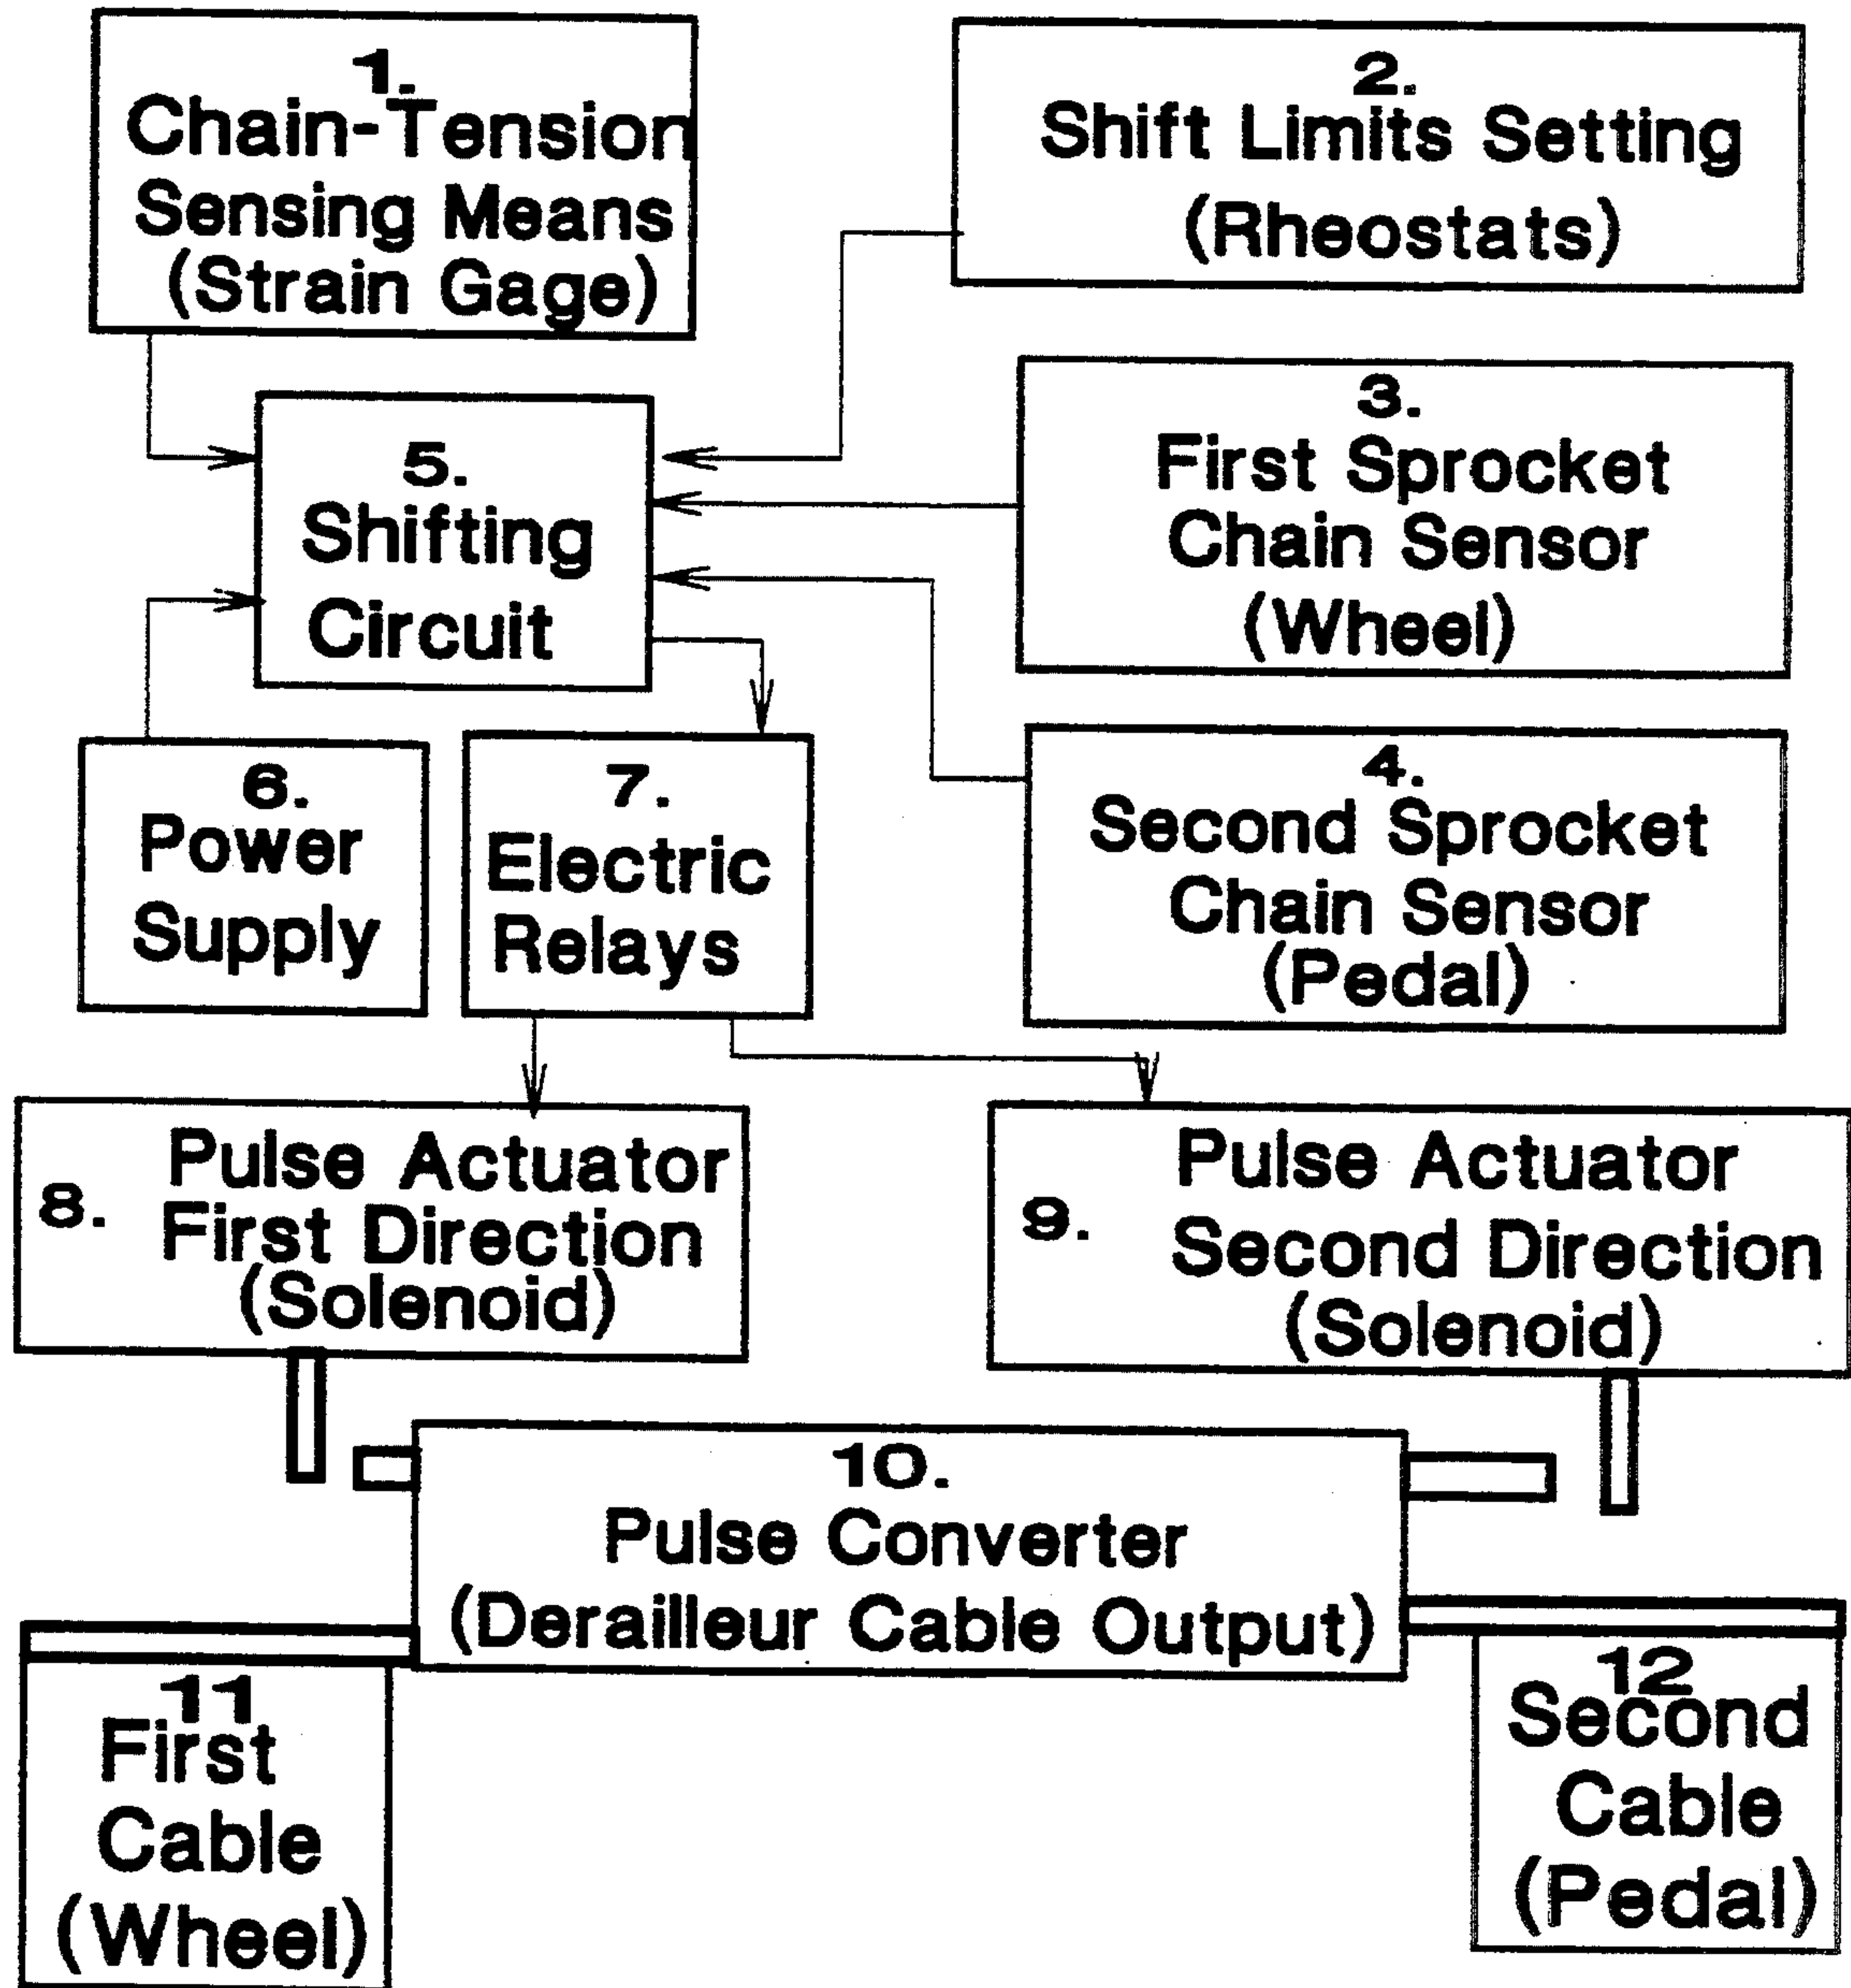 1.
Chain-Tension
Sensing Means
(Strain Gage)
2.
Shift Limits Setting
(Rheostats)
3.
First Sprocket
Chain Sensor
(Wheel)
5.
Shifting
Circuit
4.
Second Sprocket
Chain Sensor
(Pedal)
6.
Power
Supply
7.
Electric
Relays
8.
Pulse Actuator
First Direction
(Solenoid)
9.
Pulse Actuator
Second Direction
(Solenoid)
10.
Pulse Converter
(Derailleur Cable Output)
11
First
Cable
(Wheel)
12
Second
Cable
(Pedal)